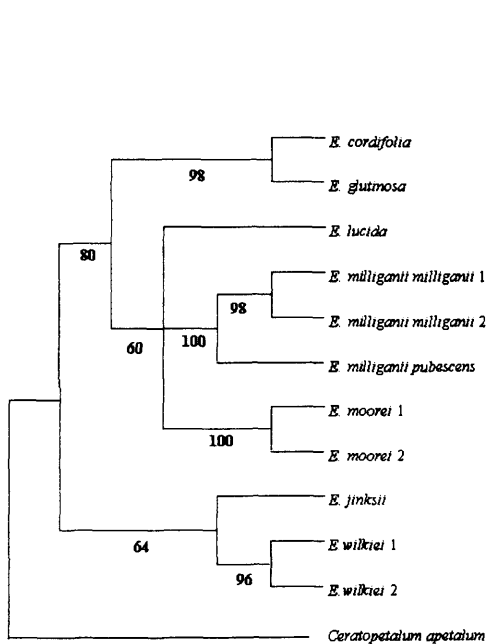 E. cordifolia
98
E. glutinosa
E. lucida
80
E. milliganii milliganii 1
98
E. milliganii milliganii 2
60
100
E. milliganii pubescens
E. moorei 1
100
E. moorei 2
E. jinksii
64
E. wilkiei 1
96
E. wilkiei 2
Ceratopetalum apetalum